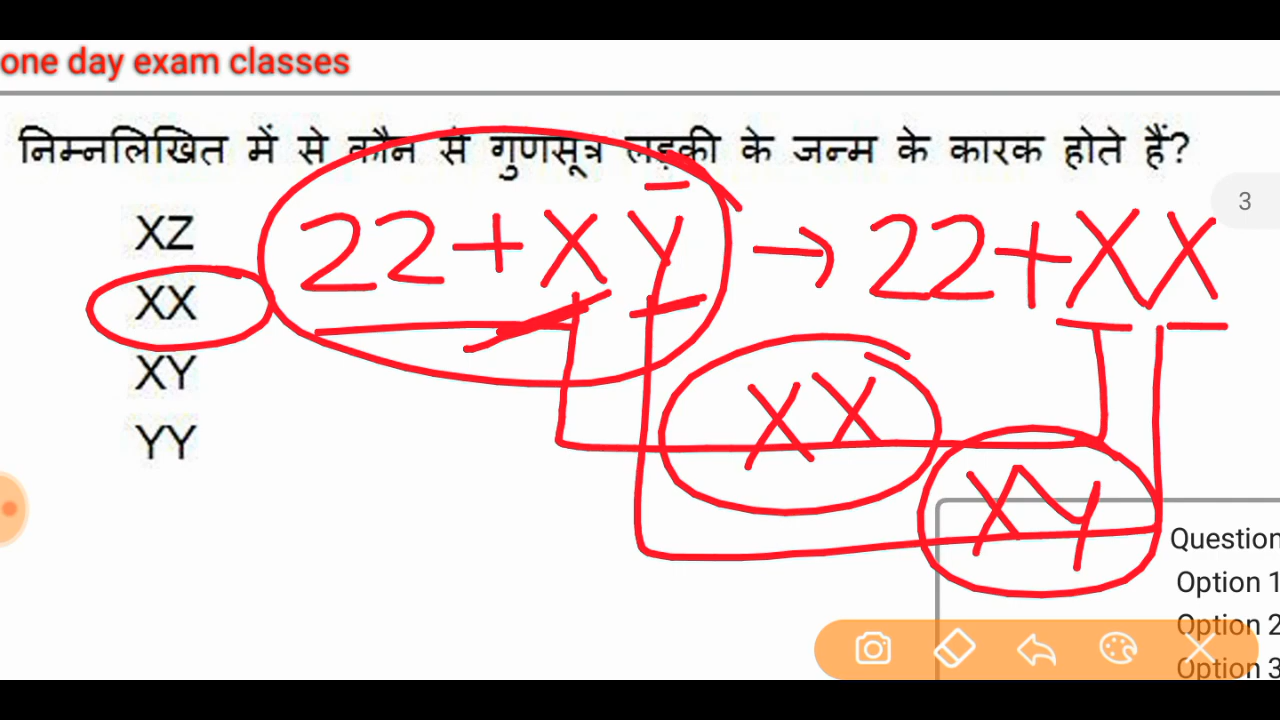 one day exam classes
निम्नलिखित में से कौन से गुणसूत्र लड़की के जन्म के कारक होते हैं?
3
XZ
22+XY → 22+XX
XX
XX
XY
XY
YY
Question
Option 1
Option 2
Option 3